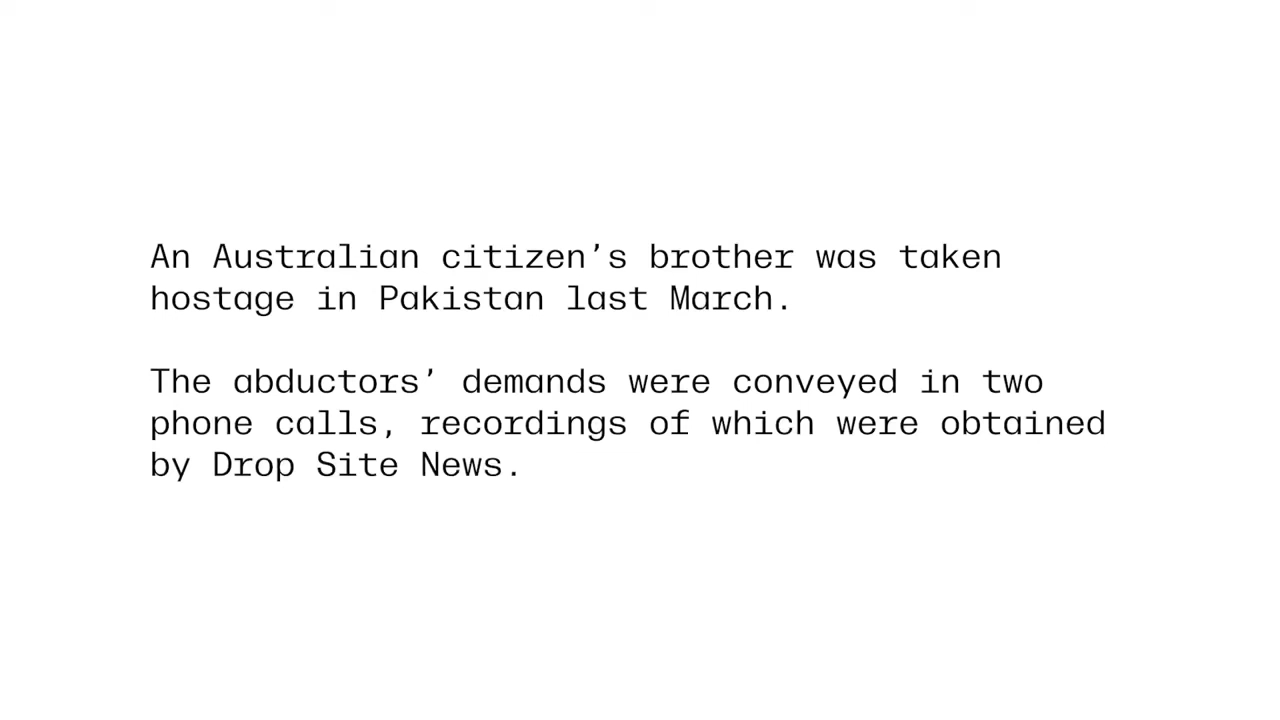 An Australian citizen’s brother was taken
hostage in Pakistan last March.
The abductors’ demands were conveyed in two
phone calls, recordings of which were obtained
by Drop Site News.